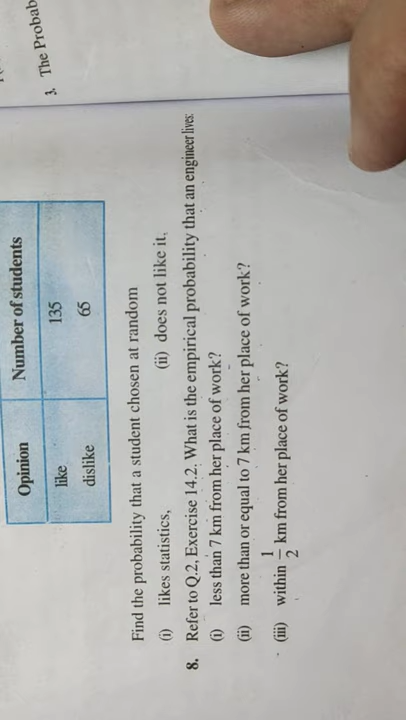 Opinion Number of students
like 135
dislike 65
Find the probability that a student chosen at random
(i) likes statistics, (ii) does not like it.
8. Refer to Q.2, Exercise 14.2. What is the empirical probability that an engineer lives:
(i) less than 7 km from her place of work?
(ii) more than or equal to 7 km from her place of work?
(iii) within 1/2 km from her place of work?
3. The Probab